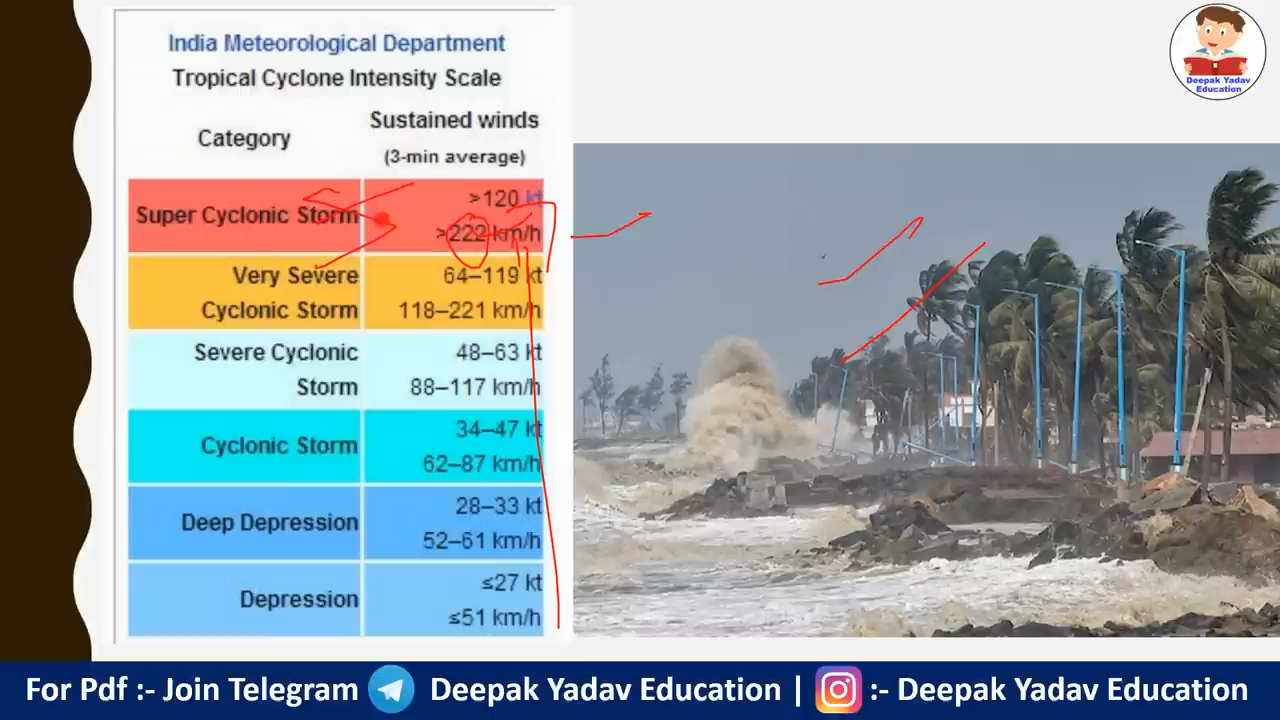 India Meteorological Department
Tropical Cyclone Intensity Scale
Category
Sustained winds
(3-min average)
Super Cyclonic Storm
>120 kt
>222 km/h
Very Severe
Cyclonic Storm
64–119 kt
118–221 km/h
Severe Cyclonic
Storm
48–63 kt
88–117 km/h
Cyclonic Storm
34–47 kt
62–87 km/h
Deep Depression
28–33 kt
52–61 km/h
Depression
≤27 kt
≤51 km/h
Deepak Yadav
Education
For Pdf :- Join Telegram Deepak Yadav Education | :- Deepak Yadav Education